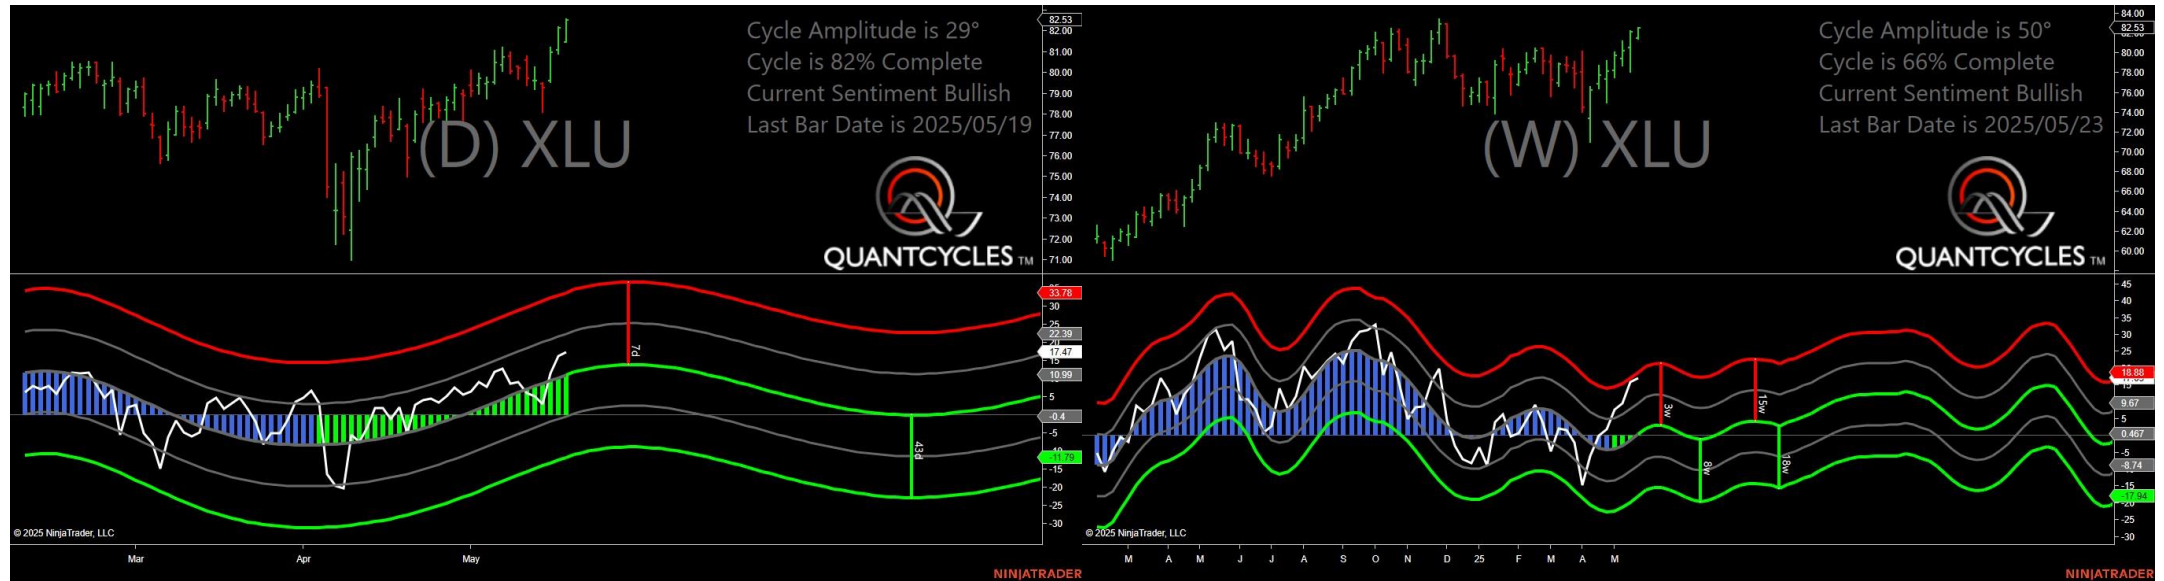 Cycle Amplitude is 29°
Cycle is 82% Complete
Current Sentiment Bullish
Last Bar Date is 2025/05/19
(D) XLU
QUANTCYCLES TM
82.53
82.00
81.00
80.00
79.00
78.00
77.00
76.00
75.00
74.00
73.00
72.00
71.00
33.78
30
25
22.39
17.47
15
10.99
5
-0.4
-5
-11.79
-15
-20
-25
-30
7d
43d
© 2025 NinjaTrader, LLC
Mar
Apr
May
NINJATRADER
Cycle Amplitude is 50°
Cycle is 66% Complete
Current Sentiment Bullish
Last Bar Date is 2025/05/23
(W) XLU
QUANTCYCLES TM
84.00
82.53
80.00
78.00
76.00
74.00
72.00
70.00
68.00
66.00
64.00
62.00
60.00
45
40
35
30
25
18.88
15
9.67
5
0.467
-5
-8.74
-15
-17.94
-25
-30
3w
8w
15w
18w
© 2025 NinjaTrader, LLC
M A M J J A S O N D 25 F M A M
NINJATRADER